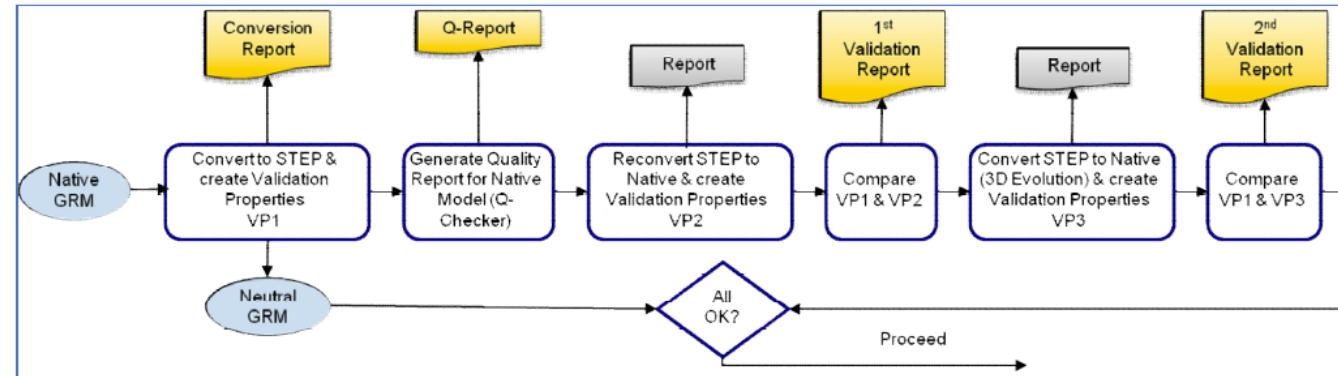 Conversion
Report
Q-Report
Report
1st
Validation
Report
Report
2nd
Validation
Report
Native
GRM
Convert to STEP &
create Validation
Properties
VP1
Generate Quality
Report for Native
Model (Q-
Checker)
Reconvert STEP to
Native & create
Validation Properties
VP2
Compare
VP1 & VP2
Convert STEP to Native
(3D Evolution) & create
Validation Properties
VP3
Compare
VP1 & VP3
Neutral
GRM
All
OK?
Proceed